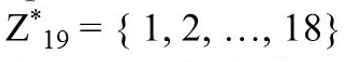 Z*19 = { 1, 2, ..., 18}